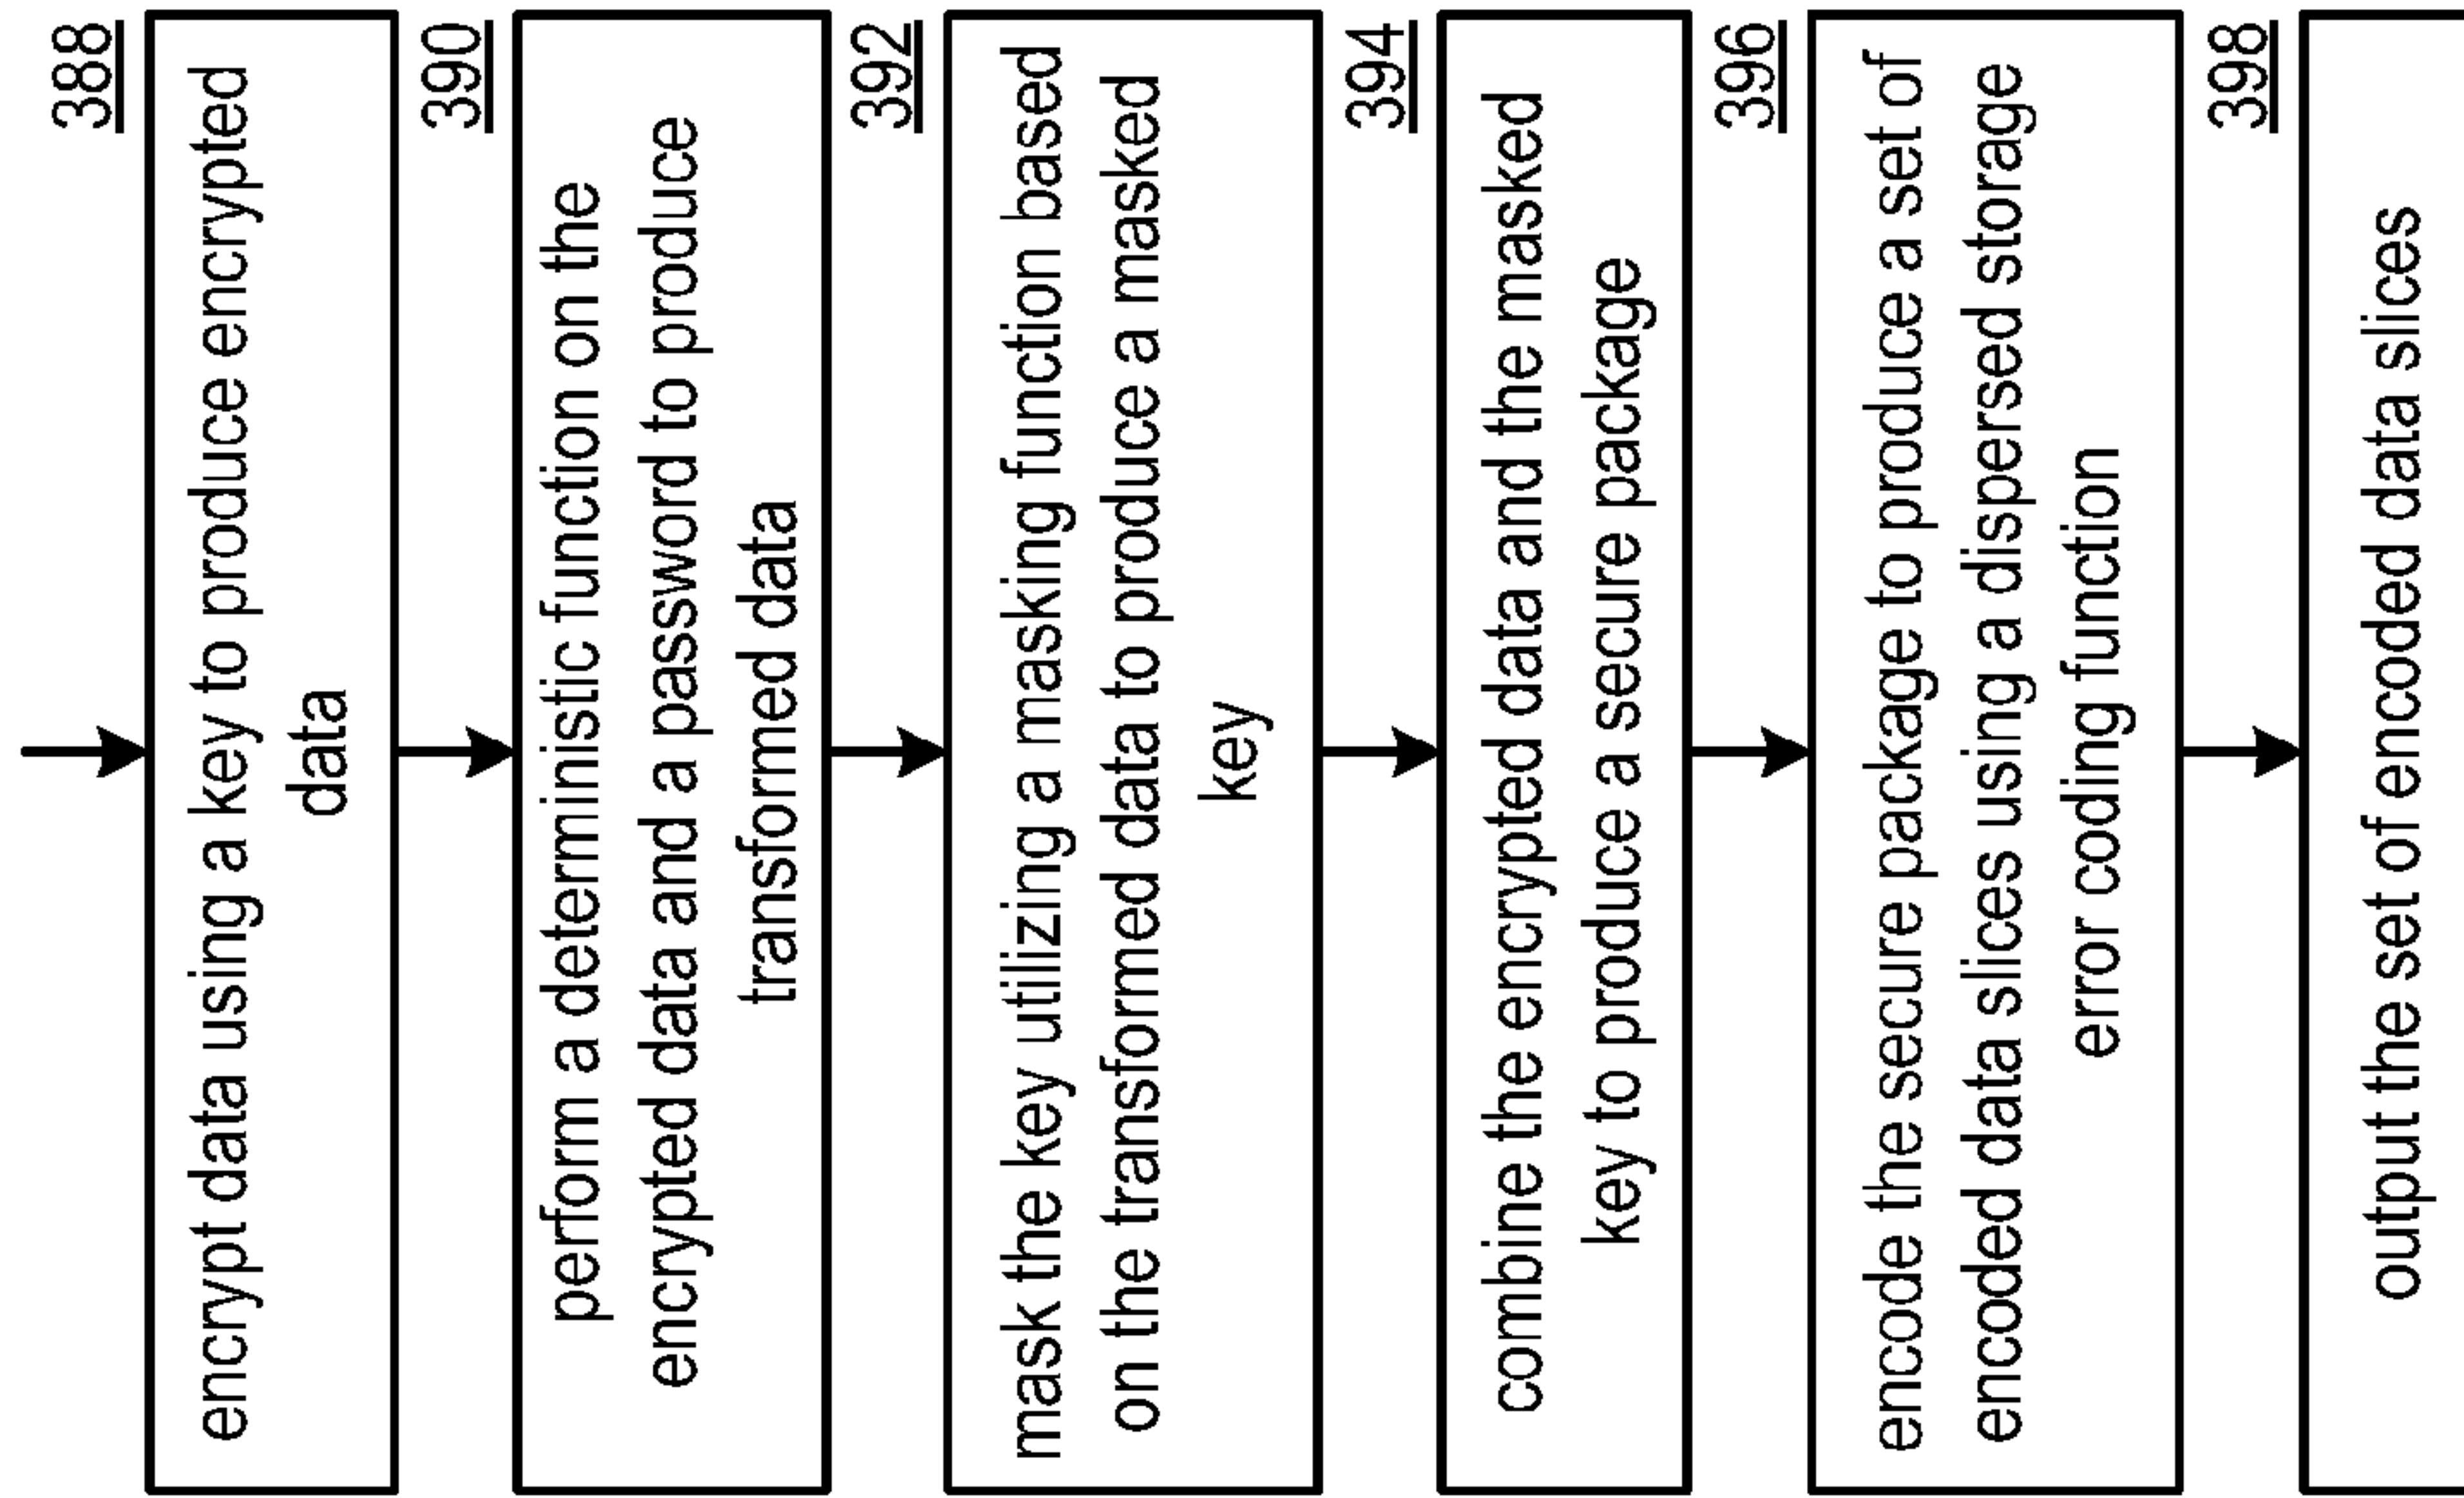 388
encrypt data using a key to produce encrypted
data
390
perform a deterministic function on the
encrypted data and a password to produce
transformed data
392
mask the key utilizing a masking function based
on the transformed data to produce a masked
key
394
combine the encrypted data and the masked
key to produce a secure package
396
encode the secure package to produce a set of
encoded data slices using a dispersed storage
error coding function
398
output the set of encoded data slices